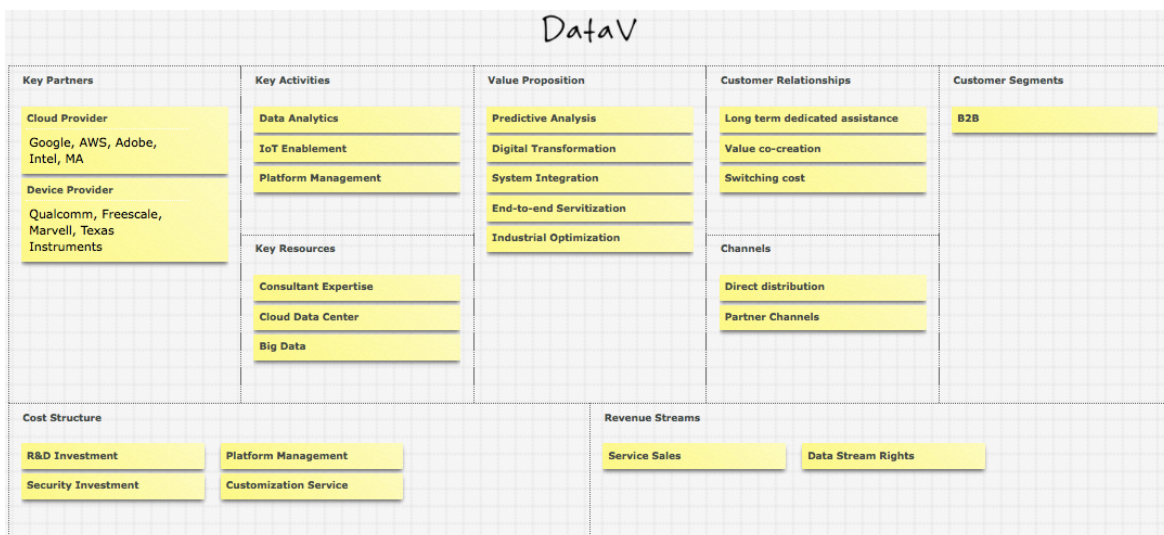 DataV
Key Partners
Cloud Provider
Google, AWS, Adobe,
Intel, MA
Device Provider
Qualcomm, Freescale,
Marvell, Texas
Instruments
Key Activities
Data Analytics
IoT Enablement
Platform Management
Key Resources
Consultant Expertise
Cloud Data Center
Big Data
Value Proposition
Predictive Analysis
Digital Transformation
System Integration
End-to-end Servitization
Industrial Optimization
Customer Relationships
Long term dedicated assistance
Value co-creation
Switching cost
Channels
Direct distribution
Partner Channels
Customer Segments
B2B
Cost Structure
R&D Investment
Platform Management
Security Investment
Customization Service
Revenue Streams
Service Sales
Data Stream Rights